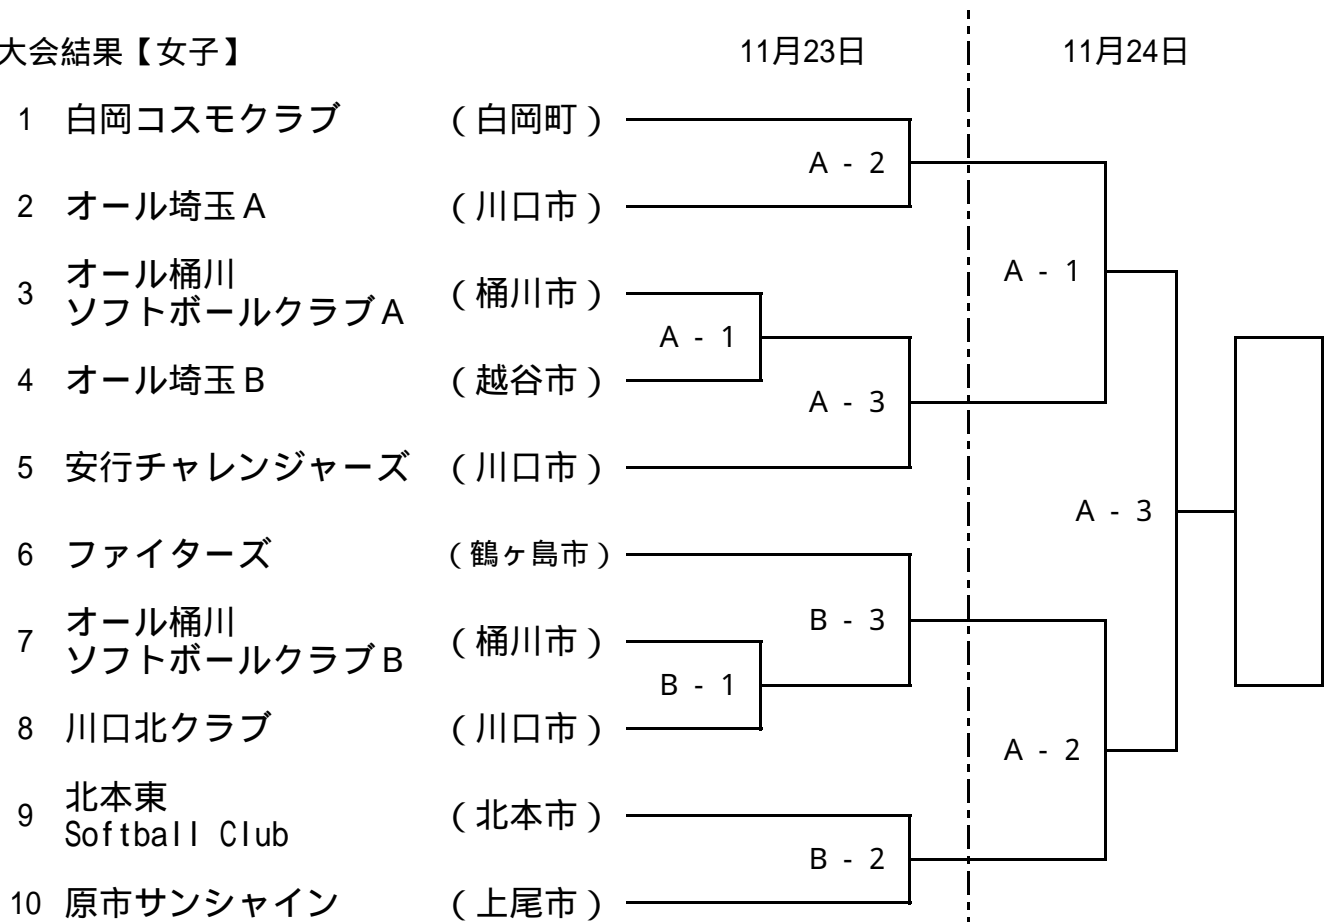 大会結果【女子】 11月23日 11月24日
1 白岡コスモクラブ （白岡町）
A - 2
2 オール埼玉A （川口市）
3 オール桶川
ソフトボールクラブA （桶川市）
A - 1
A - 1
4 オール埼玉B （越谷市）
A - 3
5 安行チャレンジャーズ （川口市）
A - 3
6 ファイターズ （鶴ヶ島市）
B - 3
7 オール桶川
ソフトボールクラブB （桶川市）
B - 1
8 川口北クラブ （川口市）
A - 2
9 北本東
Softball Club （北本市）
B - 2
10 原市サンシャイン （上尾市）